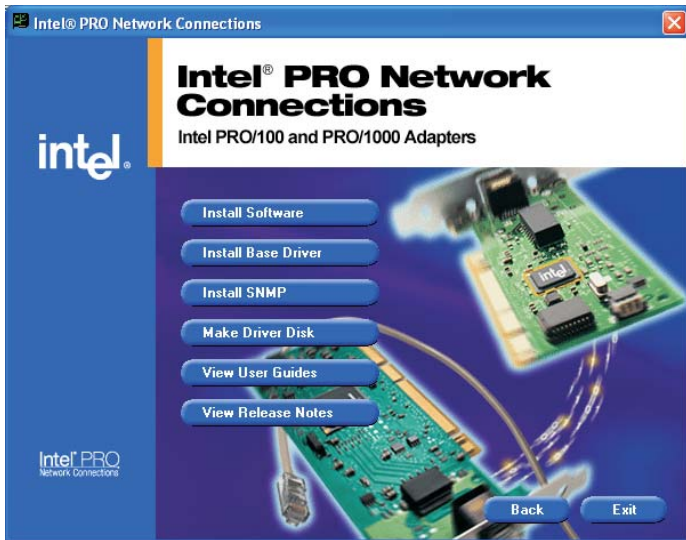 Intel® PRO Network Connections
Intel® PRO Network
Connections
Intel PRO/100 and PRO/1000 Adapters
intel®
Install Software
Install Base Driver
Install SNMP
Make Driver Disk
View User Guides
View Release Notes
intel
Intel® PRO
Network Connections
Back
Exit